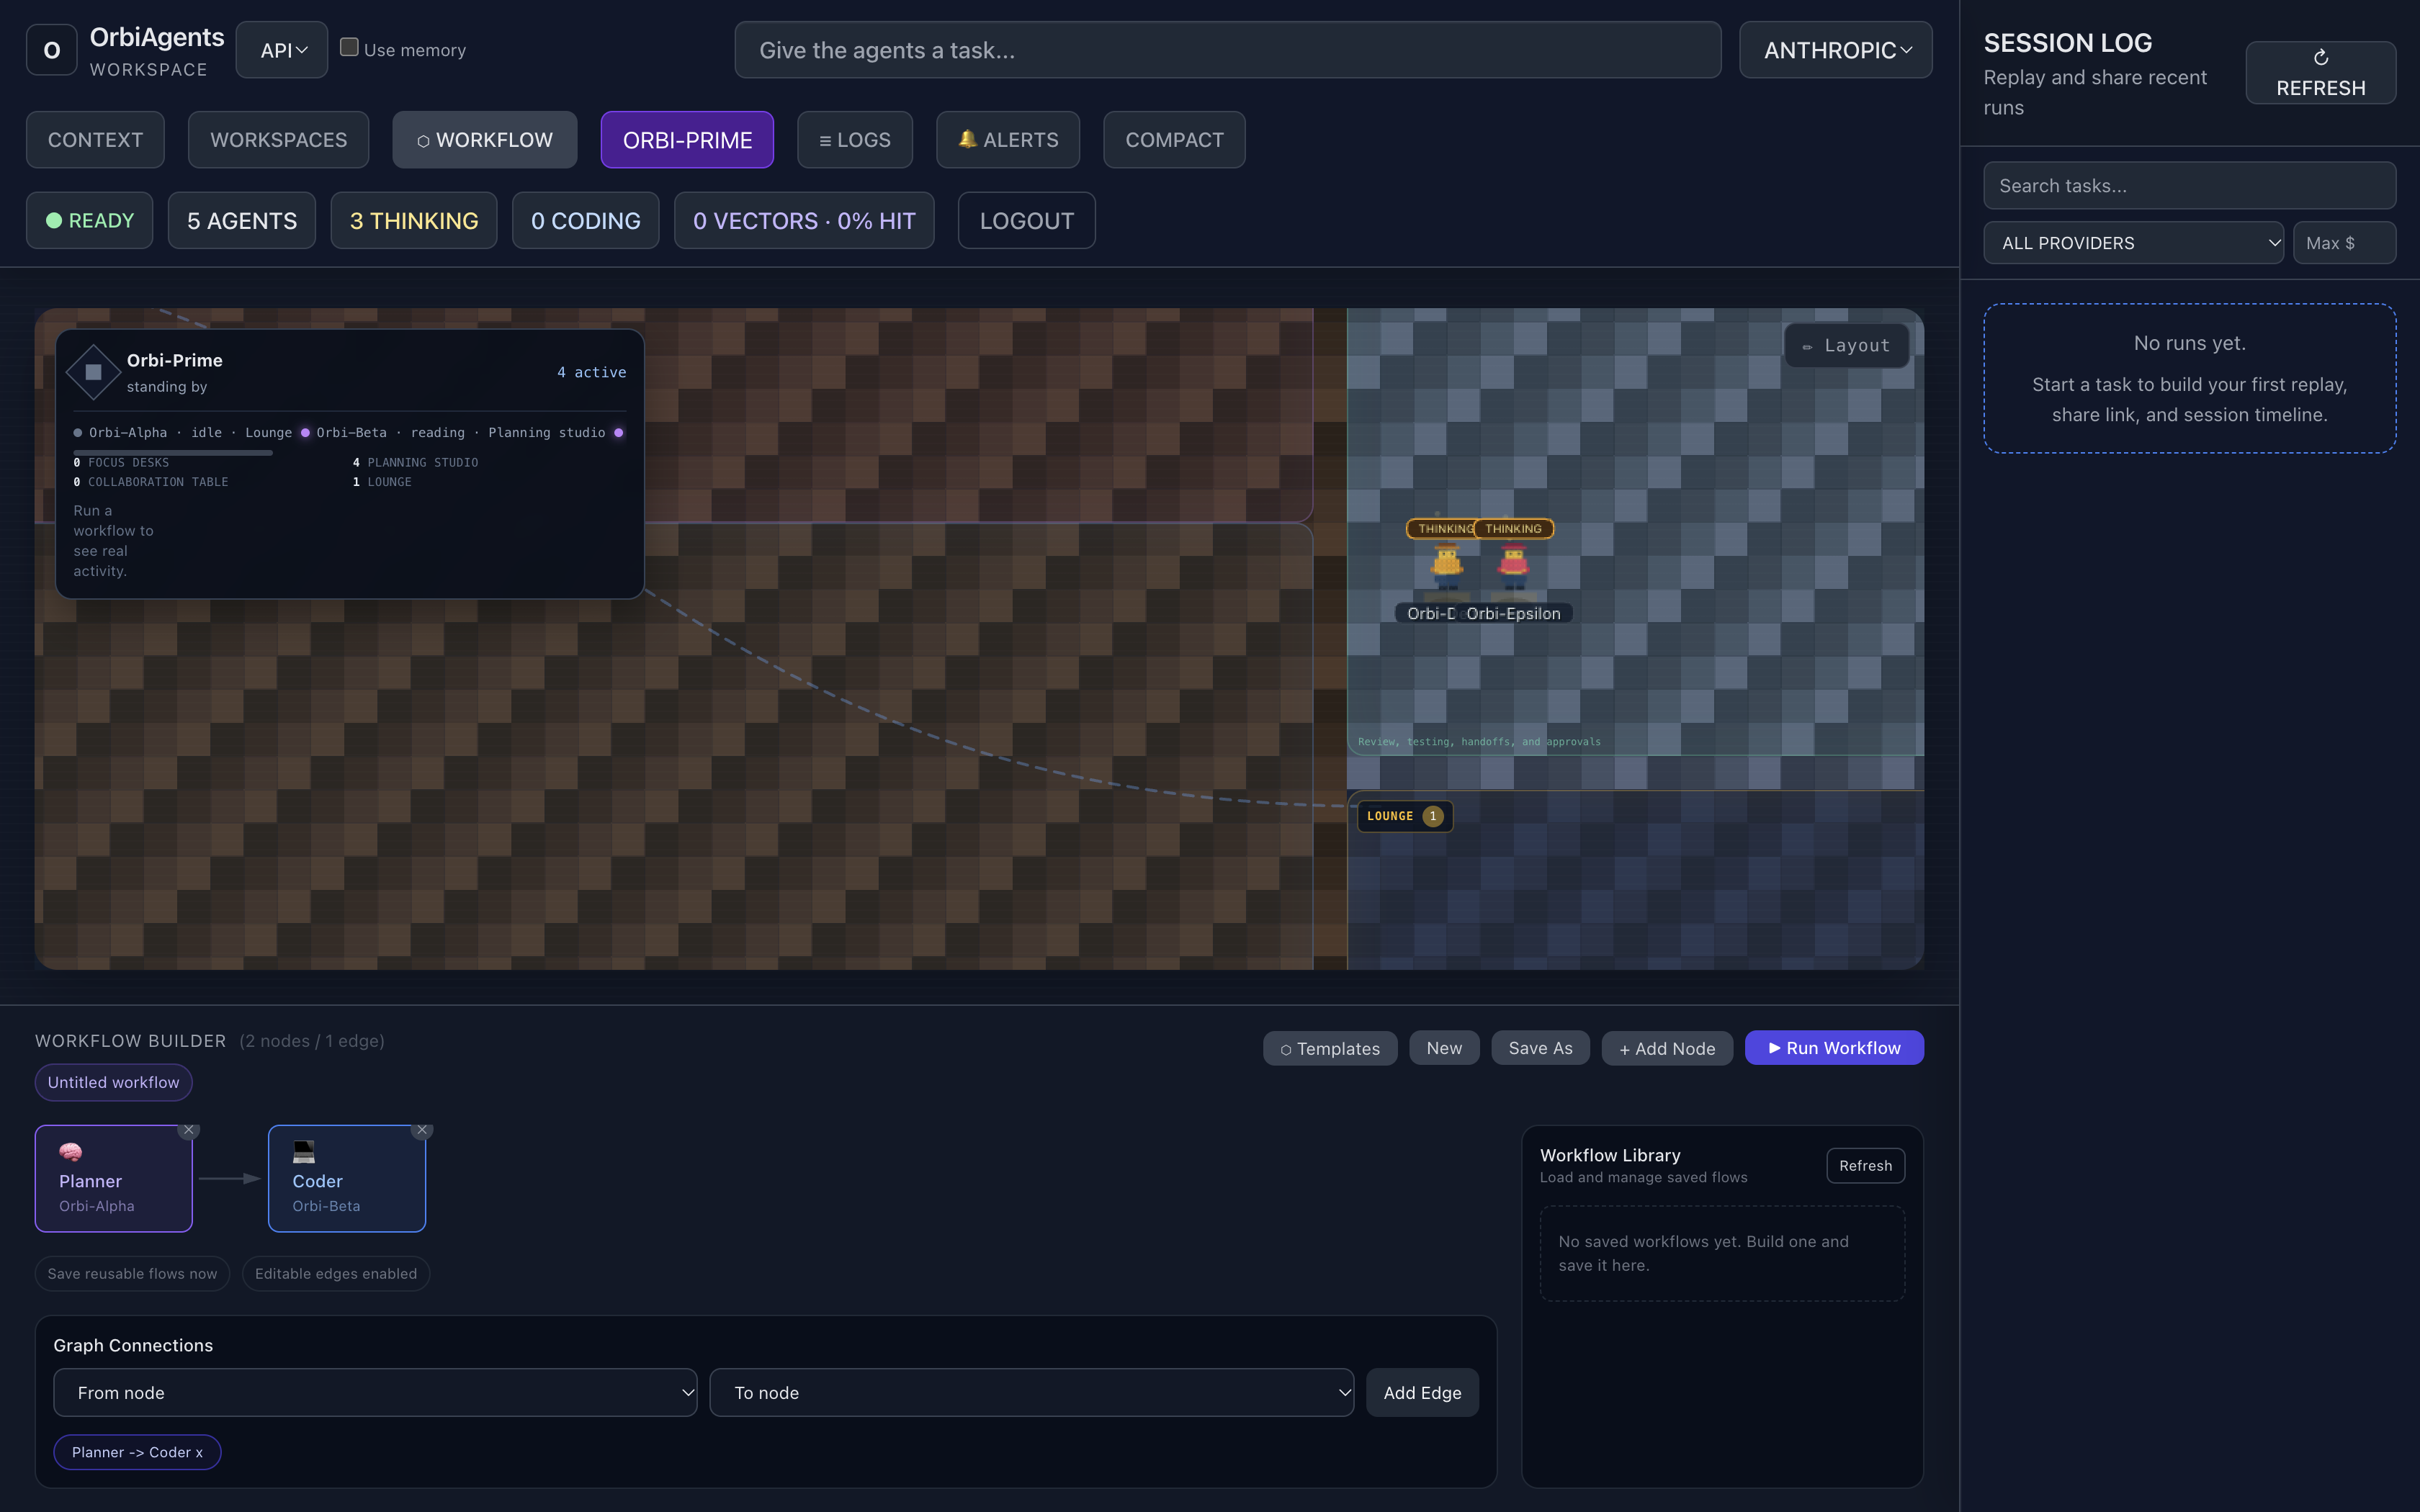 O
OrbiAgents
WORKSPACE
API
Use memory
Give the agents a task...
ANTHROPIC
CONTEXT
WORKSPACES
WORKFLOW
ORBI-PRIME
≡ LOGS
ALERTS
COMPACT
READY
5 AGENTS
3 THINKING
0 CODING
0 VECTORS · 0% HIT
LOGOUT
Orbi-Prime
standing by
4 active
Orbi-Alpha · idle · Lounge
Orbi-Beta · reading · Planning studio
0 FOCUS DESKS
4 PLANNING STUDIO
0 COLLABORATION TABLE
1 LOUNGE
Run a
workflow to
see real
activity.
Layout
THINKING
THINKING
Orbi-D
Orbi-Epsilon
Review, testing, handoffs, and approvals
LOUNGE 1
WORKFLOW BUILDER (2 nodes / 1 edge)
Templates
New
Save As
+ Add Node
Run Workflow
Untitled workflow
Planner
Orbi-Alpha
Coder
Orbi-Beta
Save reusable flows now
Editable edges enabled
Graph Connections
From node
To node
Add Edge
Planner -> Coder x
Workflow Library
Load and manage saved flows
Refresh
No saved workflows yet. Build one and
save it here.
SESSION LOG
Replay and share recent
runs
↻
REFRESH
Search tasks...
ALL PROVIDERS
Max $
No runs yet.
Start a task to build your first replay,
share link, and session timeline.